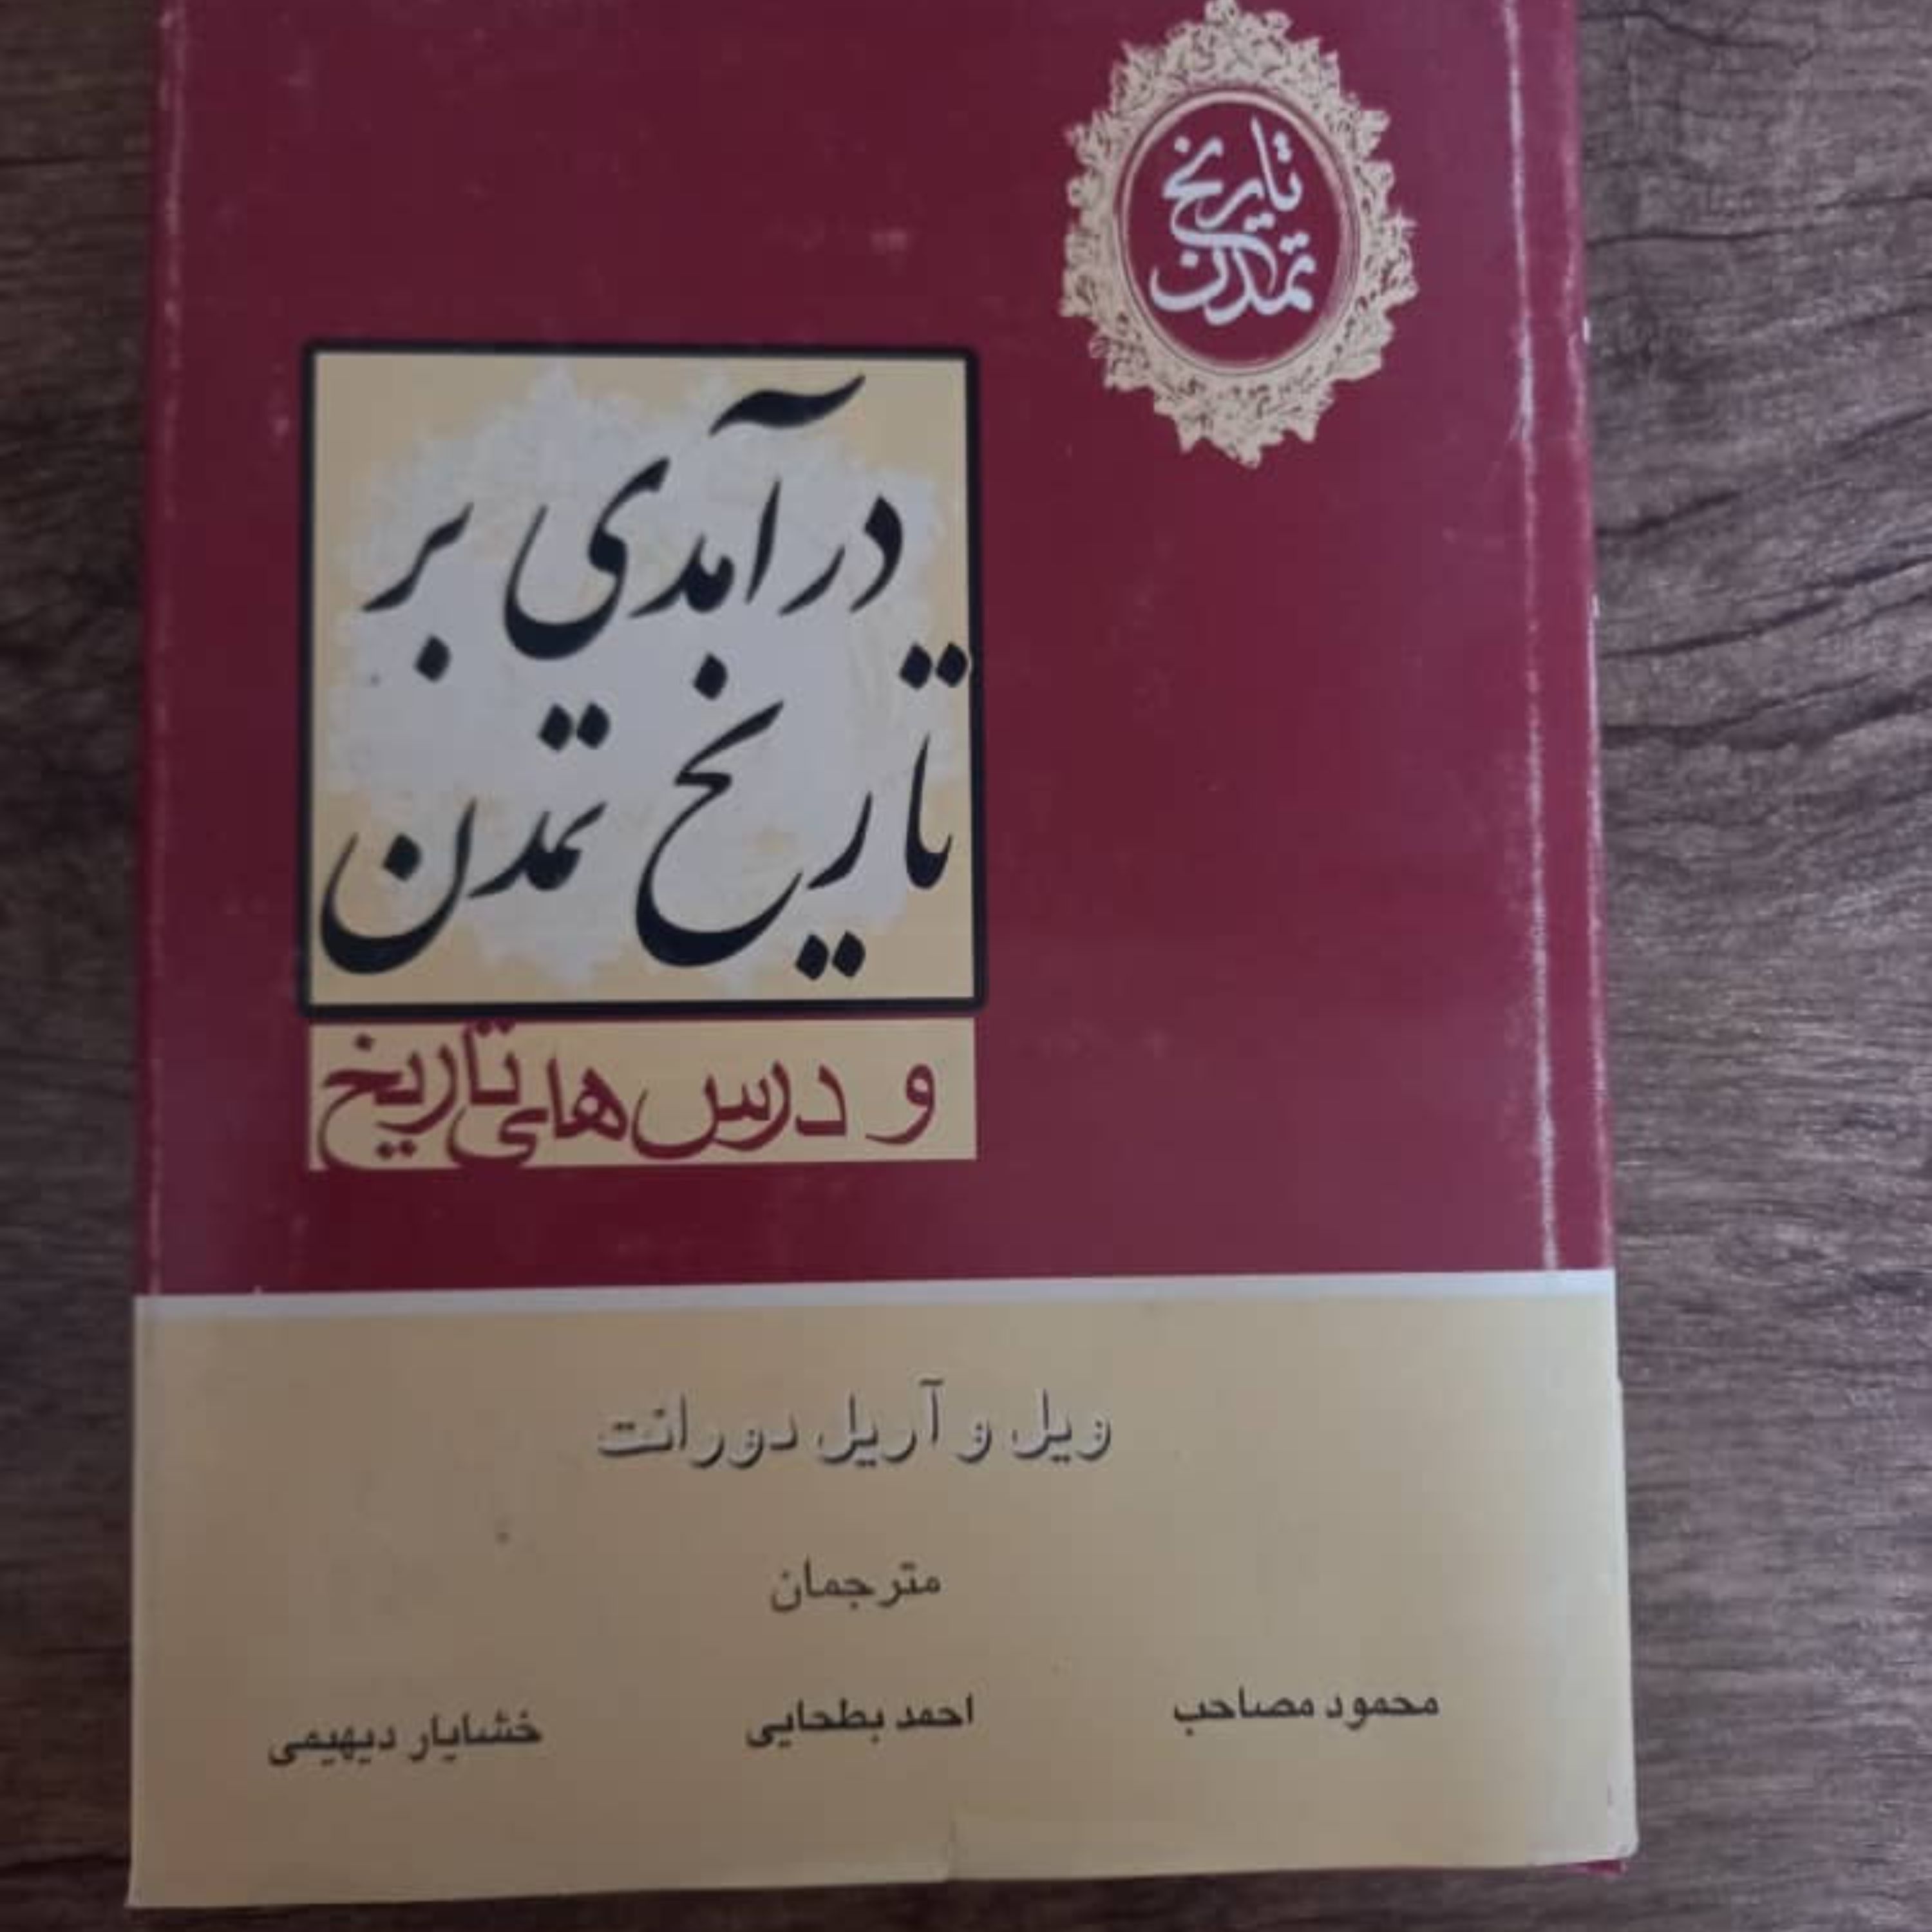 تاریخ
تمدن
درآمدی بر
تاریخ تمدن
و درس های تاریخ
ویل و آریل دورانت
مترجمان
محمود مصاحب احمد بطحایی خشایار دیهیمی